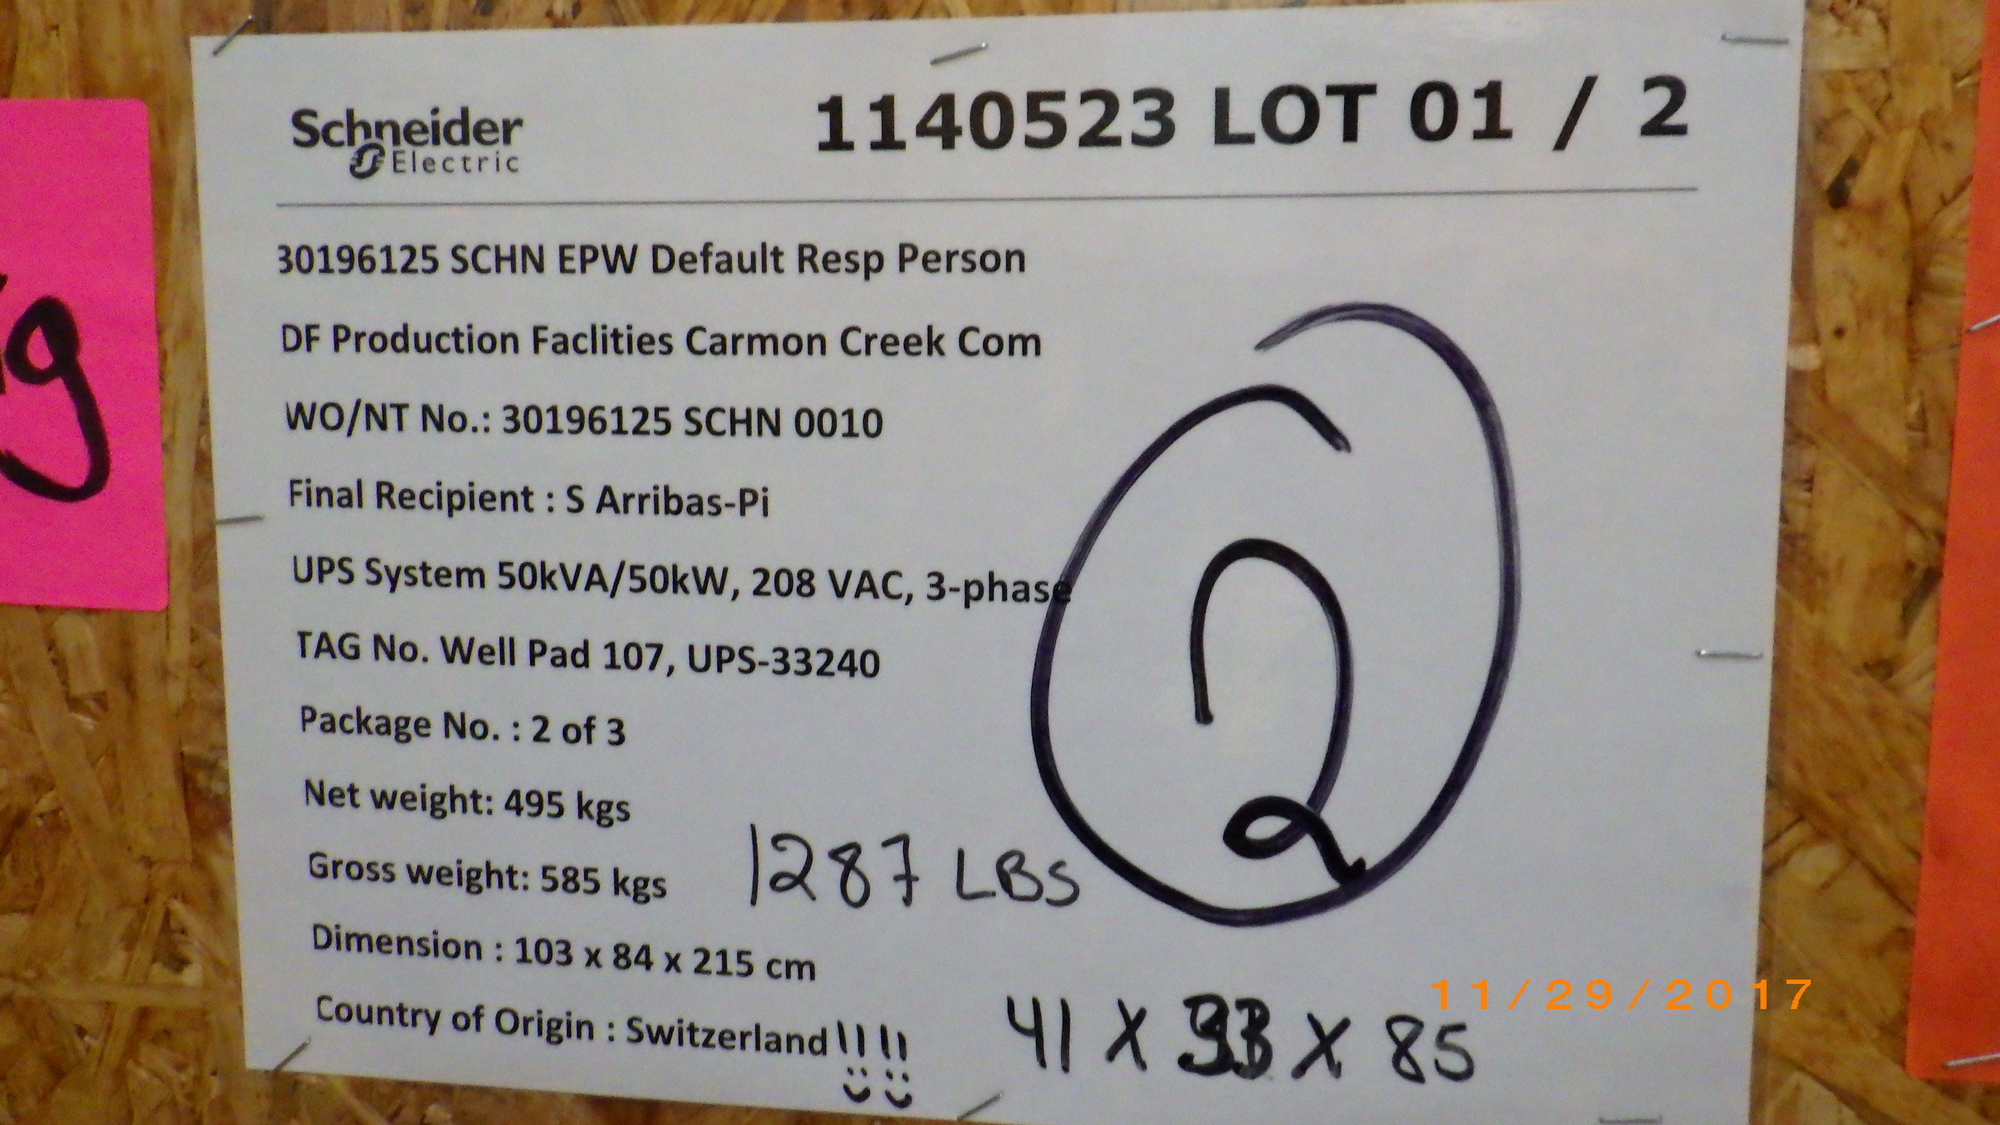 Schneider Electric
1140523 LOT 01 / 2
30196125 SCHN EPW Default Resp Person
DF Production Faclities Carmon Creek Com
WO/NT No.: 30196125 SCHN 0010
Final Recipient : S Arribas-Pi
UPS System 50kVA/50kW, 208 VAC, 3-phase
TAG No. Well Pad 107, UPS-33240
Package No. : 2 of 3
2
Net weight: 495 kgs
Gross weight: 585 kgs 1287 LBS
Dimension : 103 x 84 x 215 cm
Country of Origin : Switzerland !! !!
41 X 33 X 85
11/29/2017